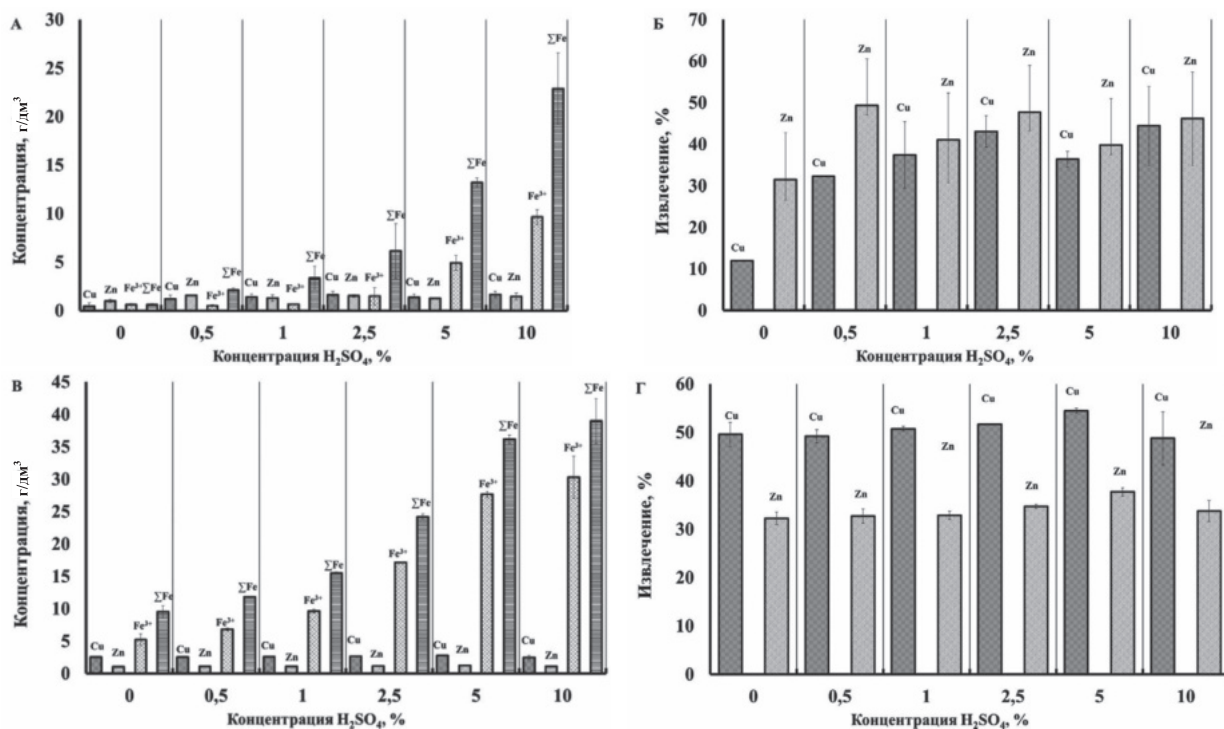 А
Концентрация, г/дм³
30
25
20
15
10
5
0
Cu Zn Fe³⁺ ∑Fe
Cu Zn Fe³⁺ ∑Fe
Cu Zn Fe³⁺ ∑Fe
Cu Zn Fe³⁺ ∑Fe
Cu Zn Fe³⁺ ∑Fe
Cu Zn Fe³⁺ ∑Fe
0 0,5 1 2,5 5 10
Концентрация H₂SO₄, %
Б
Извлечение, %
70
60
50
40
30
20
10
0
Cu Zn
Cu Zn
Cu Zn
Cu Zn
Cu Zn
Cu Zn
0 0,5 1 2,5 5 10
Концентрация H₂SO₄, %
В
Концентрация, г/дм³
45
40
35
30
25
20
15
10
5
0
Cu Zn Fe³⁺ ∑Fe
Cu Zn Fe³⁺ ∑Fe
Cu Zn Fe³⁺ ∑Fe
Cu Zn Fe³⁺ ∑Fe
Cu Zn Fe³⁺ ∑Fe
Cu Zn Fe³⁺ ∑Fe
0 0,5 1 2,5 5 10
Концентрация H₂SO₄, %
Г
Извлечение, %
60
50
40
30
20
10
0
Cu Zn
Cu Zn
Cu Zn
Cu Zn
Cu Zn
Cu Zn
0 0,5 1 2,5 5 10
Концентрация H₂SO₄, %